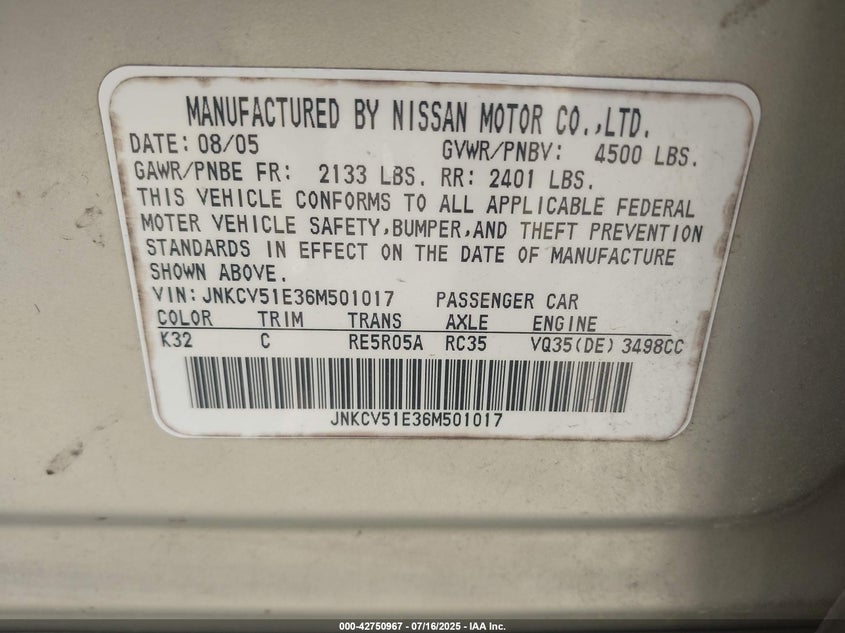 MANUFACTURED BY NISSAN MOTOR CO.,LTD.
DATE: 08/05 GVWR/PNBV: 4500 LBS.
GAWR/PNBE FR: 2133 LBS. RR: 2401 LBS.
THIS VEHICLE CONFORMS TO ALL APPLICABLE FEDERAL
MOTER VEHICLE SAFETY,BUMPER,AND THEFT PREVENTION
STANDARDS IN EFFECT ON THE DATE OF MANUFACTURE
SHOWN ABOVE.
VIN: JNKCV51E36M501017 PASSENGER CAR
COLOR TRIM TRANS AXLE ENGINE
K32 C RE5R05A RC35 VQ35(DE) 3498CC
JNKCV51E36M501017
000-42750967 - 07/16/2025 - IAA Inc.